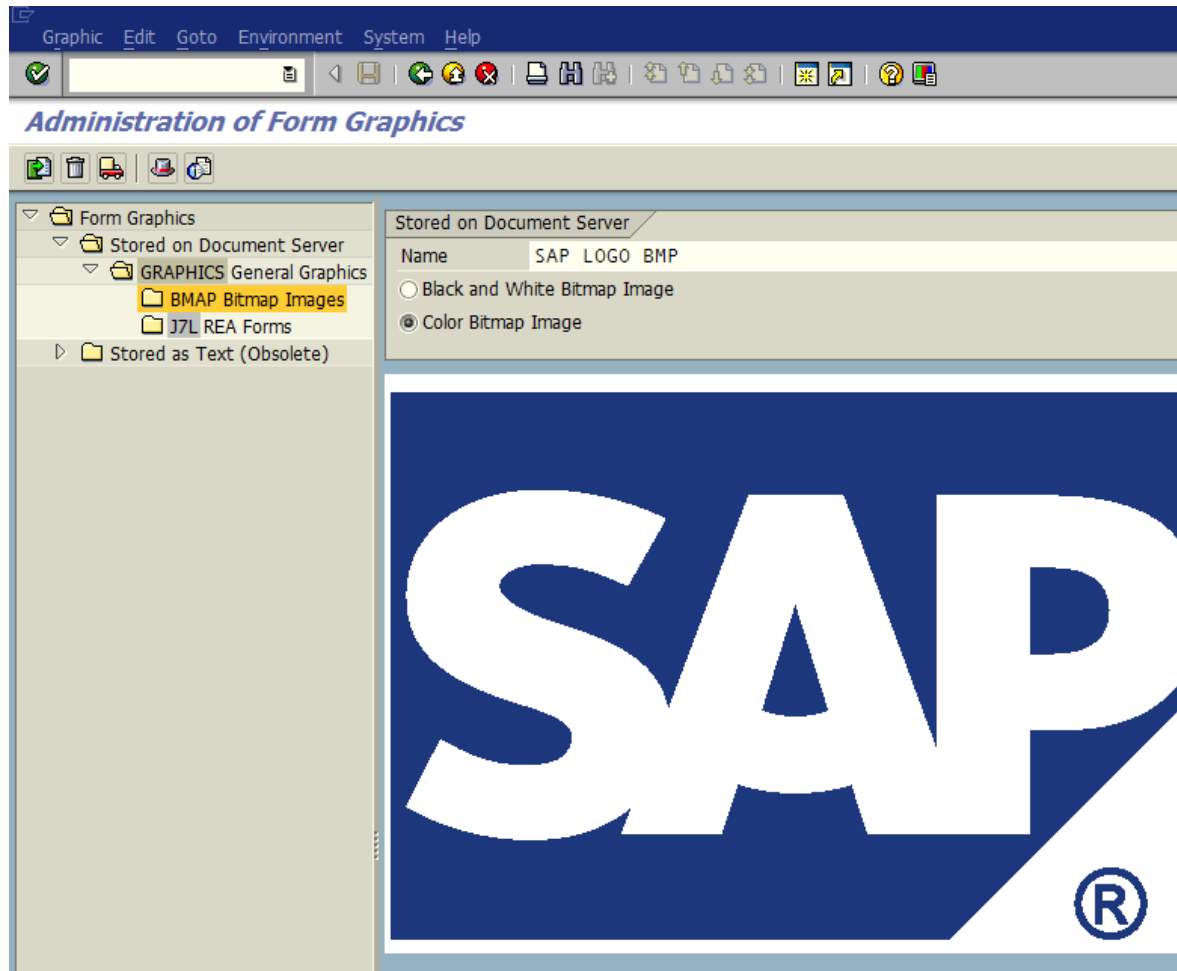 Graphic Edit Goto Environment System Help
Administration of Form Graphics
Form Graphics
Stored on Document Server
GRAPHICS General Graphics
BMAP Bitmap Images
J7L REA Forms
Stored as Text (Obsolete)
Stored on Document Server
Name SAP LOGO BMP
Black and White Bitmap Image
Color Bitmap Image
SAP
®